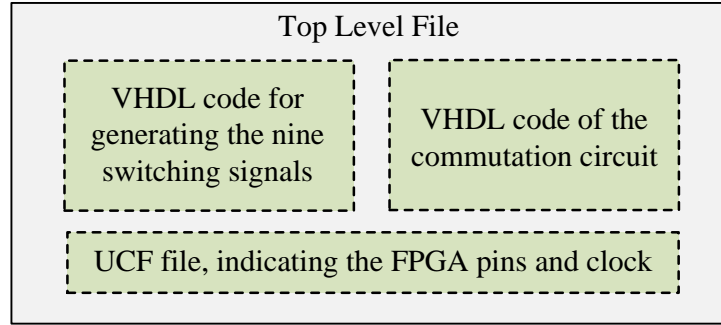 Top Level File
VHDL code for
generating the nine
switching signals
VHDL code of the
commutation circuit
UCF file, indicating the FPGA pins and clock